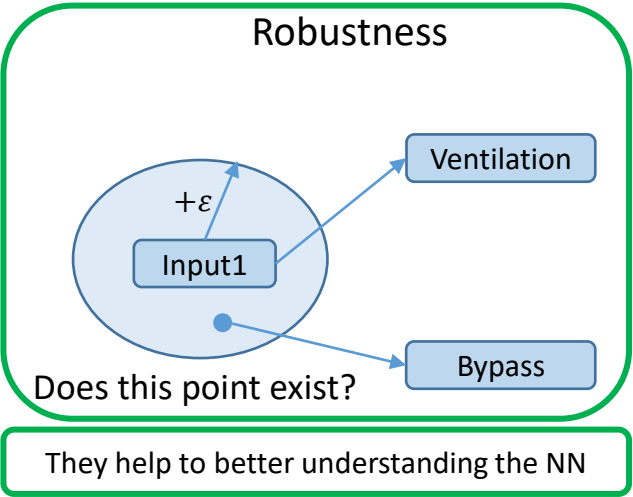 Robustness
Ventilation
+ε
Input1
Bypass
Does this point exist?
They help to better understanding the NN